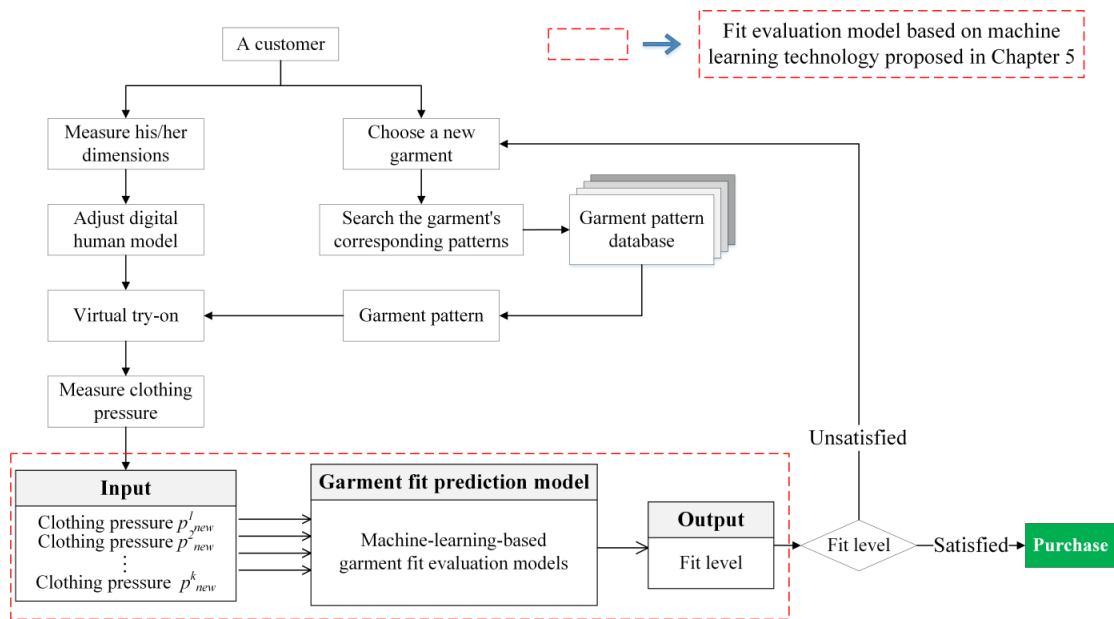 A customer
Fit evaluation model based on machine
learning technology proposed in Chapter 5
Measure his/her
dimensions
Choose a new
garment
Adjust digital
human model
Search the garment's
corresponding patterns
Garment pattern
database
Virtual try-on
Garment pattern
Measure clothing
pressure
Unsatisfied
Input
Clothing pressure p¹new
Clothing pressure p²new
⋮
Clothing pressure pᵏnew
Garment fit prediction model
Machine-learning-based
garment fit evaluation models
Output
Fit level
Fit level
Satisfied
Purchase